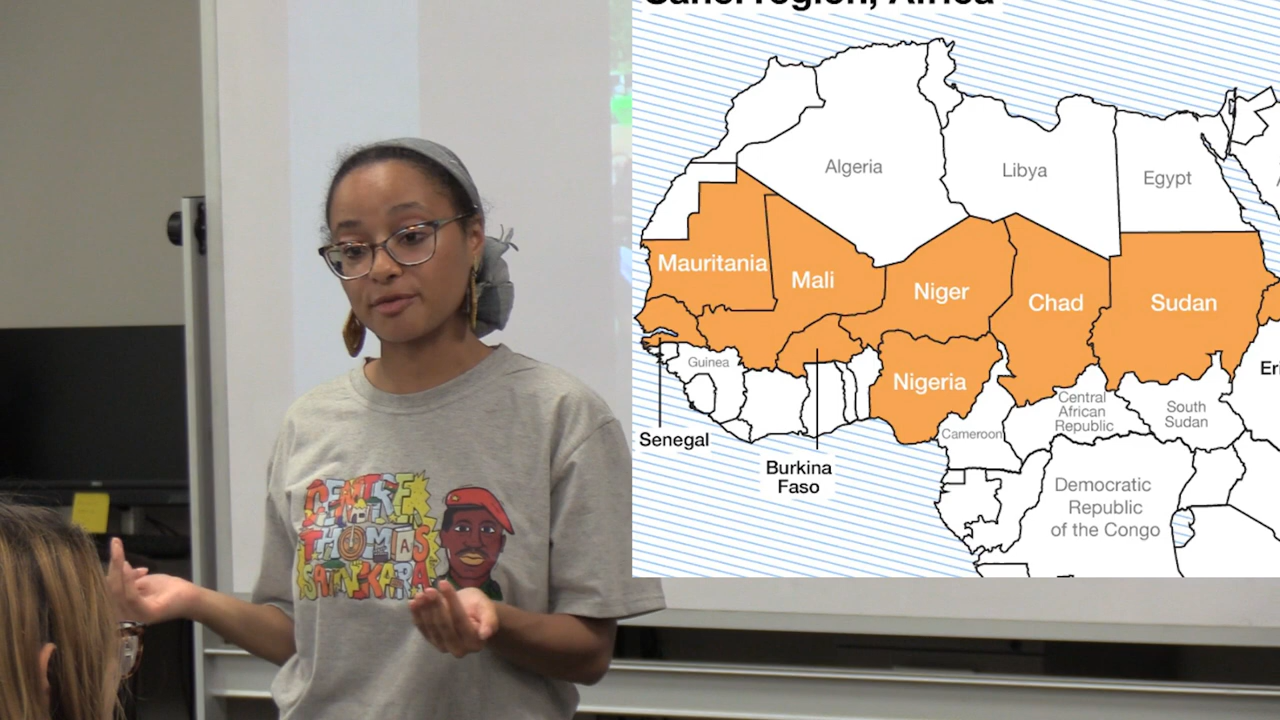 Sahel region, Africa
Algeria
Libya
Egypt
Mauritania
Mali
Niger
Chad
Sudan
Guinea
Nigeria
Central
African
Republic
South
Sudan
Cameroon
Senegal
Burkina
Faso
Democratic
Republic
of the Congo
CENTRE
THOMAS
SANKARA